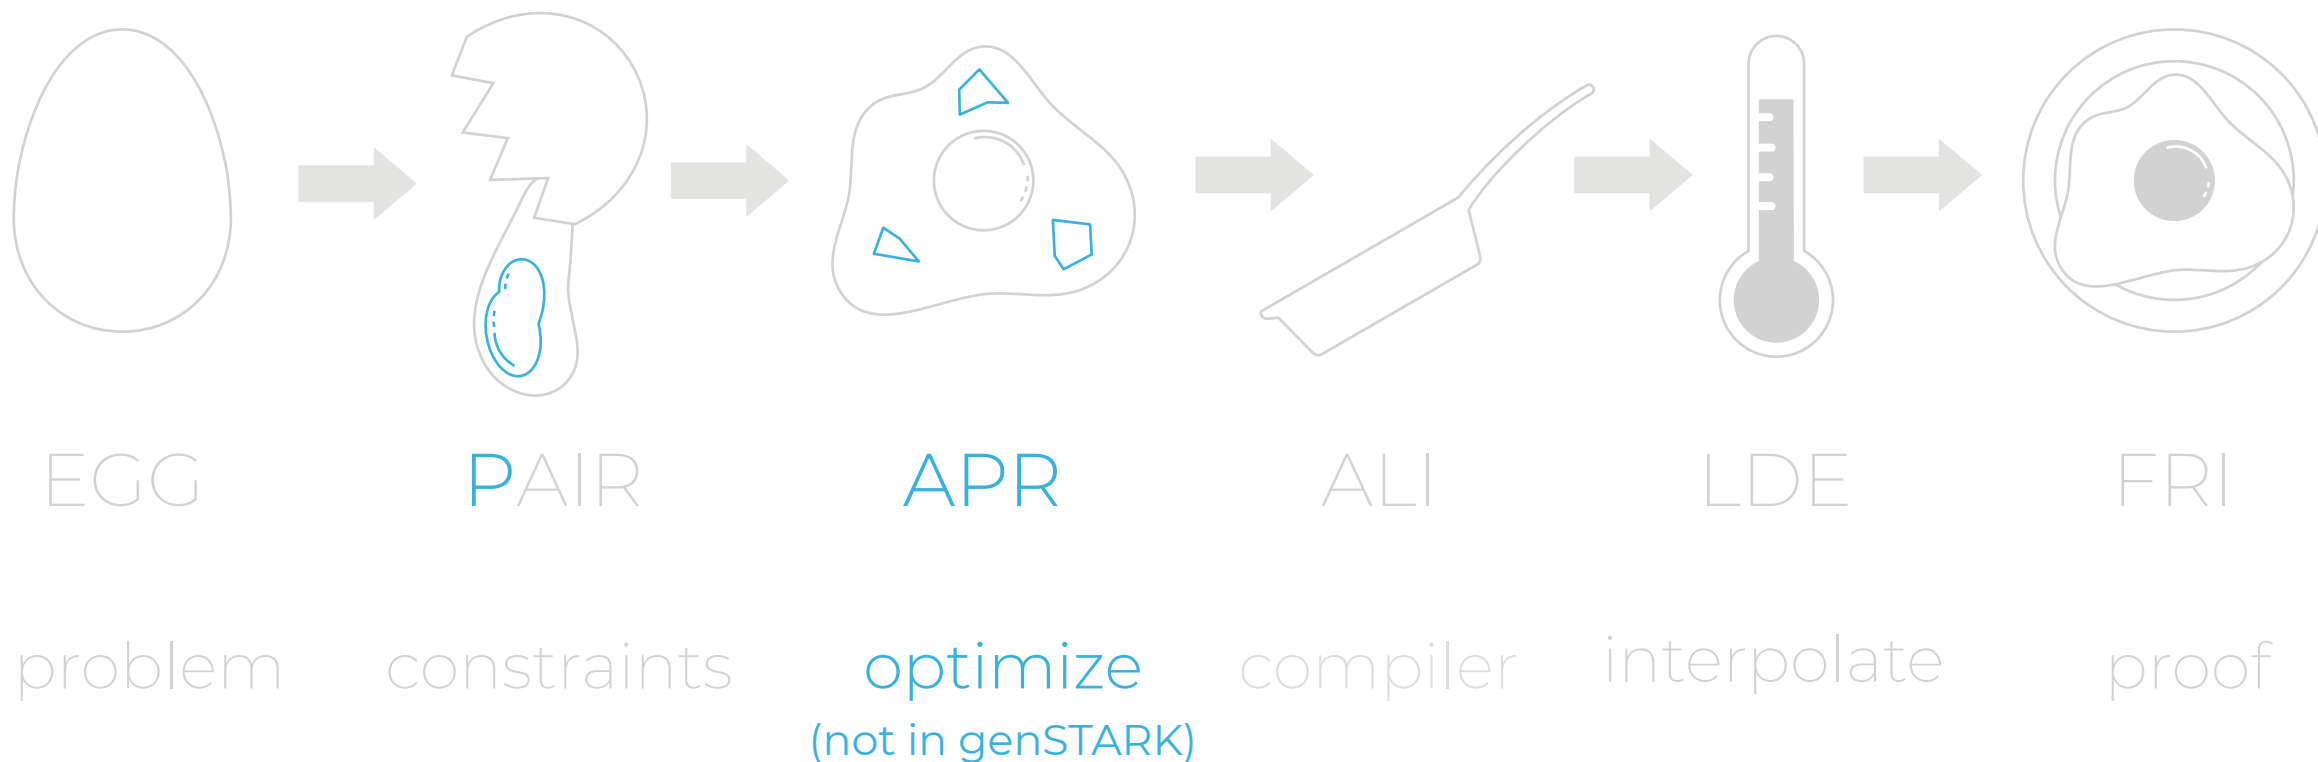 EGG PAIR APR ALI LDE FRI
problem constraints optimize compiler interpolate proof
(not in genSTARK)